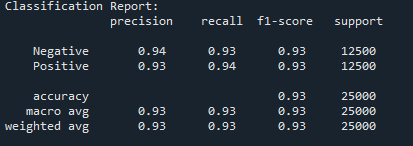 Classification Report:
precision recall f1-score support
Negative 0.94 0.93 0.93 12500
Positive 0.93 0.94 0.93 12500
accuracy 0.93 25000
macro avg 0.93 0.93 0.93 25000
weighted avg 0.93 0.93 0.93 25000